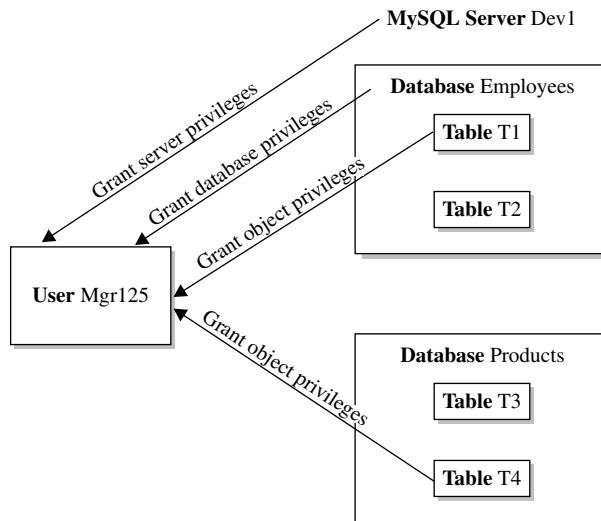 MySQL Server Dev1
Database Employees
Table T1
Table T2
Grant server privileges
Grant database privileges
Grant object privileges
User Mgr125
Grant object privileges
Database Products
Table T3
Table T4